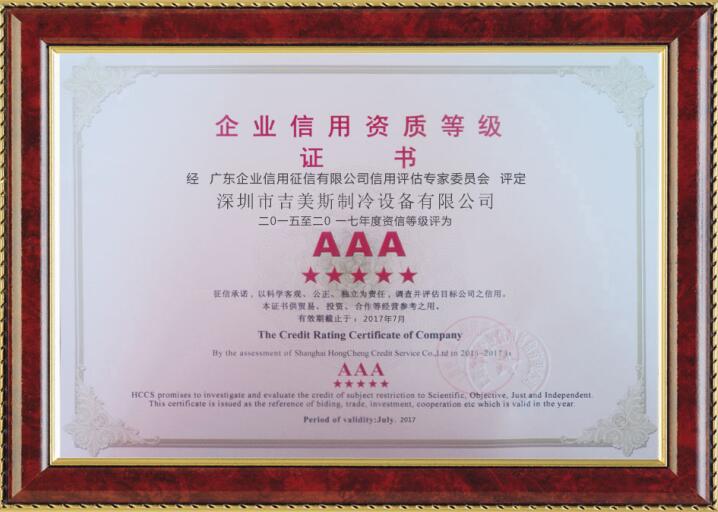 企业信用资质等级
证 书
经 广东企业信用征信有限公司信用评估专家委员会 评定
深圳市吉美斯制冷设备有限公司
二0一五至二0 一七年度资信等级评为
AAA
★★★★★
征信承诺，以科学客观、公正、独立为责任，调查并评估目标公司之信用。
本证书供贸易、投资、合作等经营参考之用。
有效期截止于：2017年7月
The Credit Rating Certificate of Company
By the assessment of Shanghai HongCheng Credit Service Co.,Ltd in 2015-2017 is
AAA
★★★★★
HCCS promises to investigate and evaluate the credit of subject restriction to Scientific, Objective, Just and Independent.
This certificate is issued as the reference of biding, trade, investment, cooperation etc which is valid in the year.
Period of validity:July. 2017